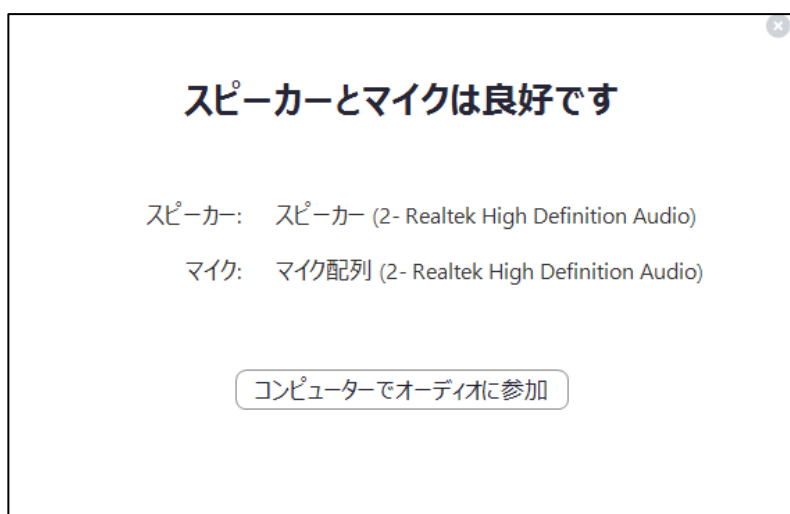 スピーカーとマイクは良好です
スピーカー: スピーカー (2- Realtek High Definition Audio)
マイク: マイク配列 (2- Realtek High Definition Audio)
コンピューターでオーディオに参加